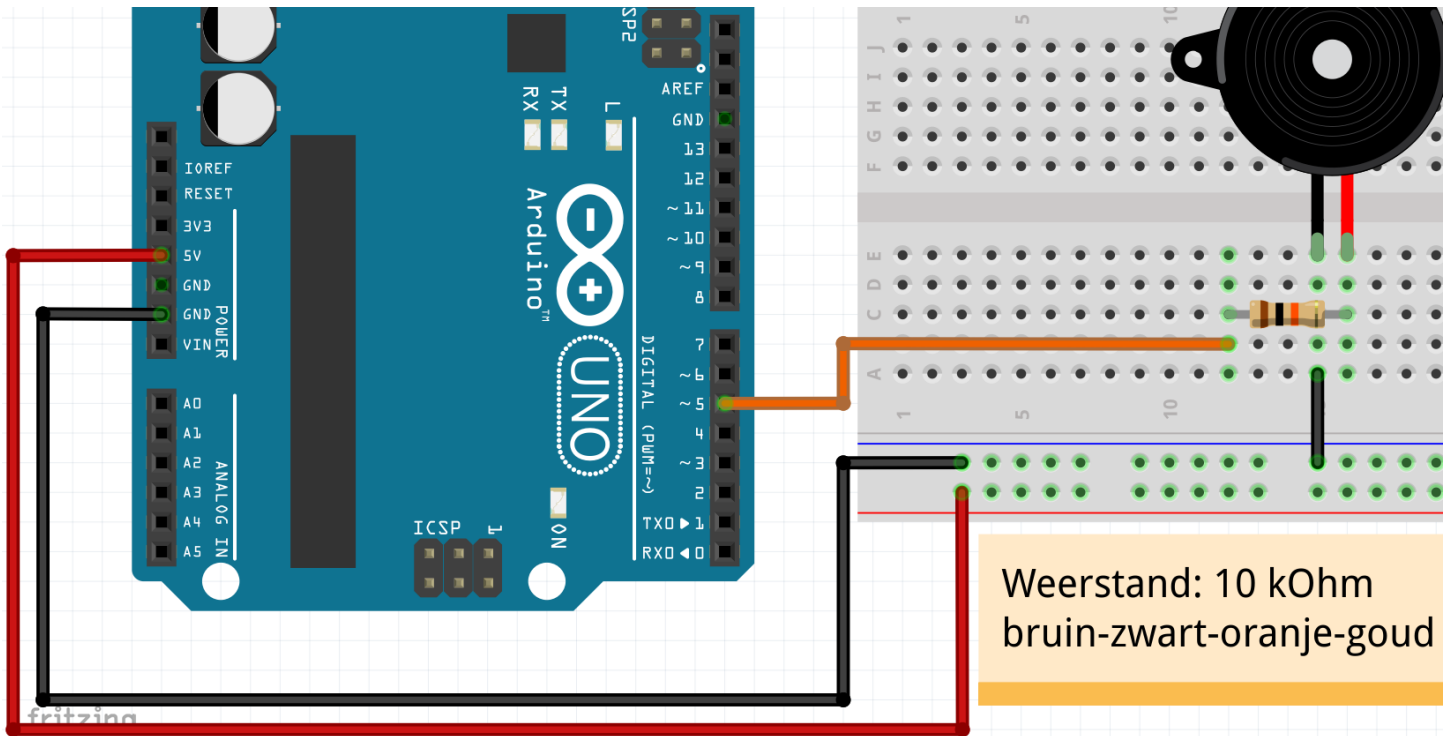 ICSP2
AREF
GND
13
12
~11
~10
~9
8
7
~6
~5
4
~3
2
TX0▶1
RX0◀0
DIGITAL (PWM=~)
RX
TX
L
Arduino™
UNO
ON
ICSP
1
IOREF
RESET
3V3
5V
GND
GND
VIN
POWER
A0
A1
A2
A3
A4
A5
ANALOG IN
1
5
10
J
I
H
G
F
E
D
C
A
1
5
10
Weerstand: 10 kOhm
bruin-zwart-oranje-goud
fritzing